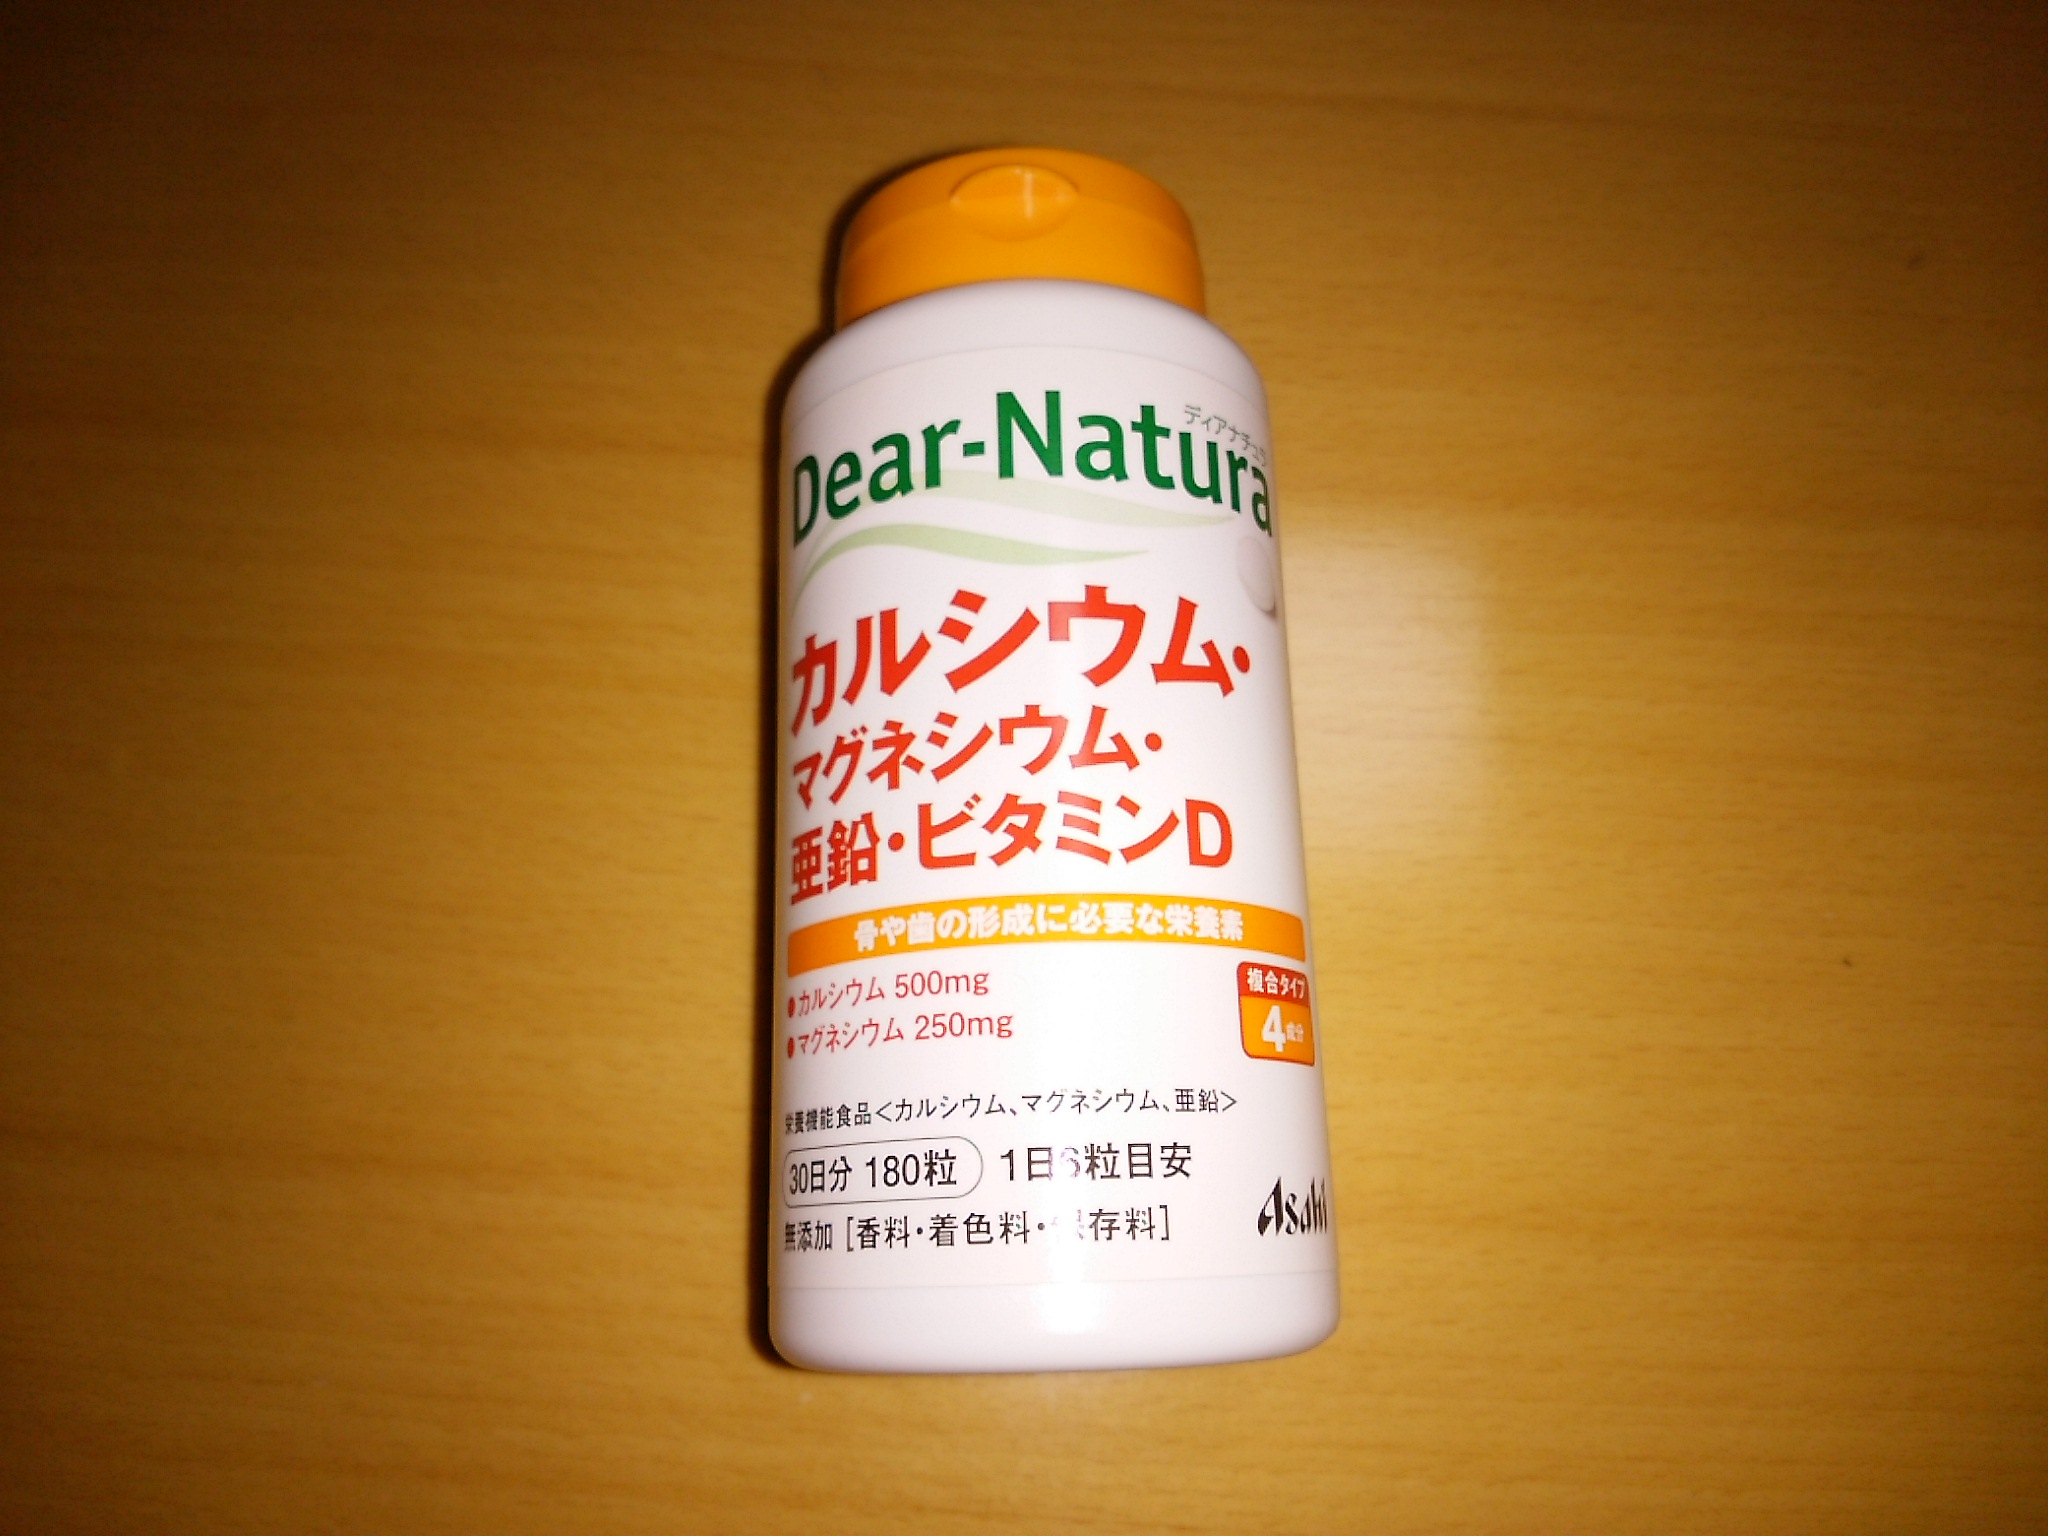 ディアナチュラ
Dear-Natura
カルシウム・
マグネシウム・
亜鉛・ビタミンD
骨や歯の形成に必要な栄養素
●カルシウム 500mg
●マグネシウム 250mg
複合タイプ
4成分
栄養機能食品<カルシウム、マグネシウム、亜鉛>
30日分 180粒 1日6粒目安
無添加 [香料・着色料・保存料]
Asahi